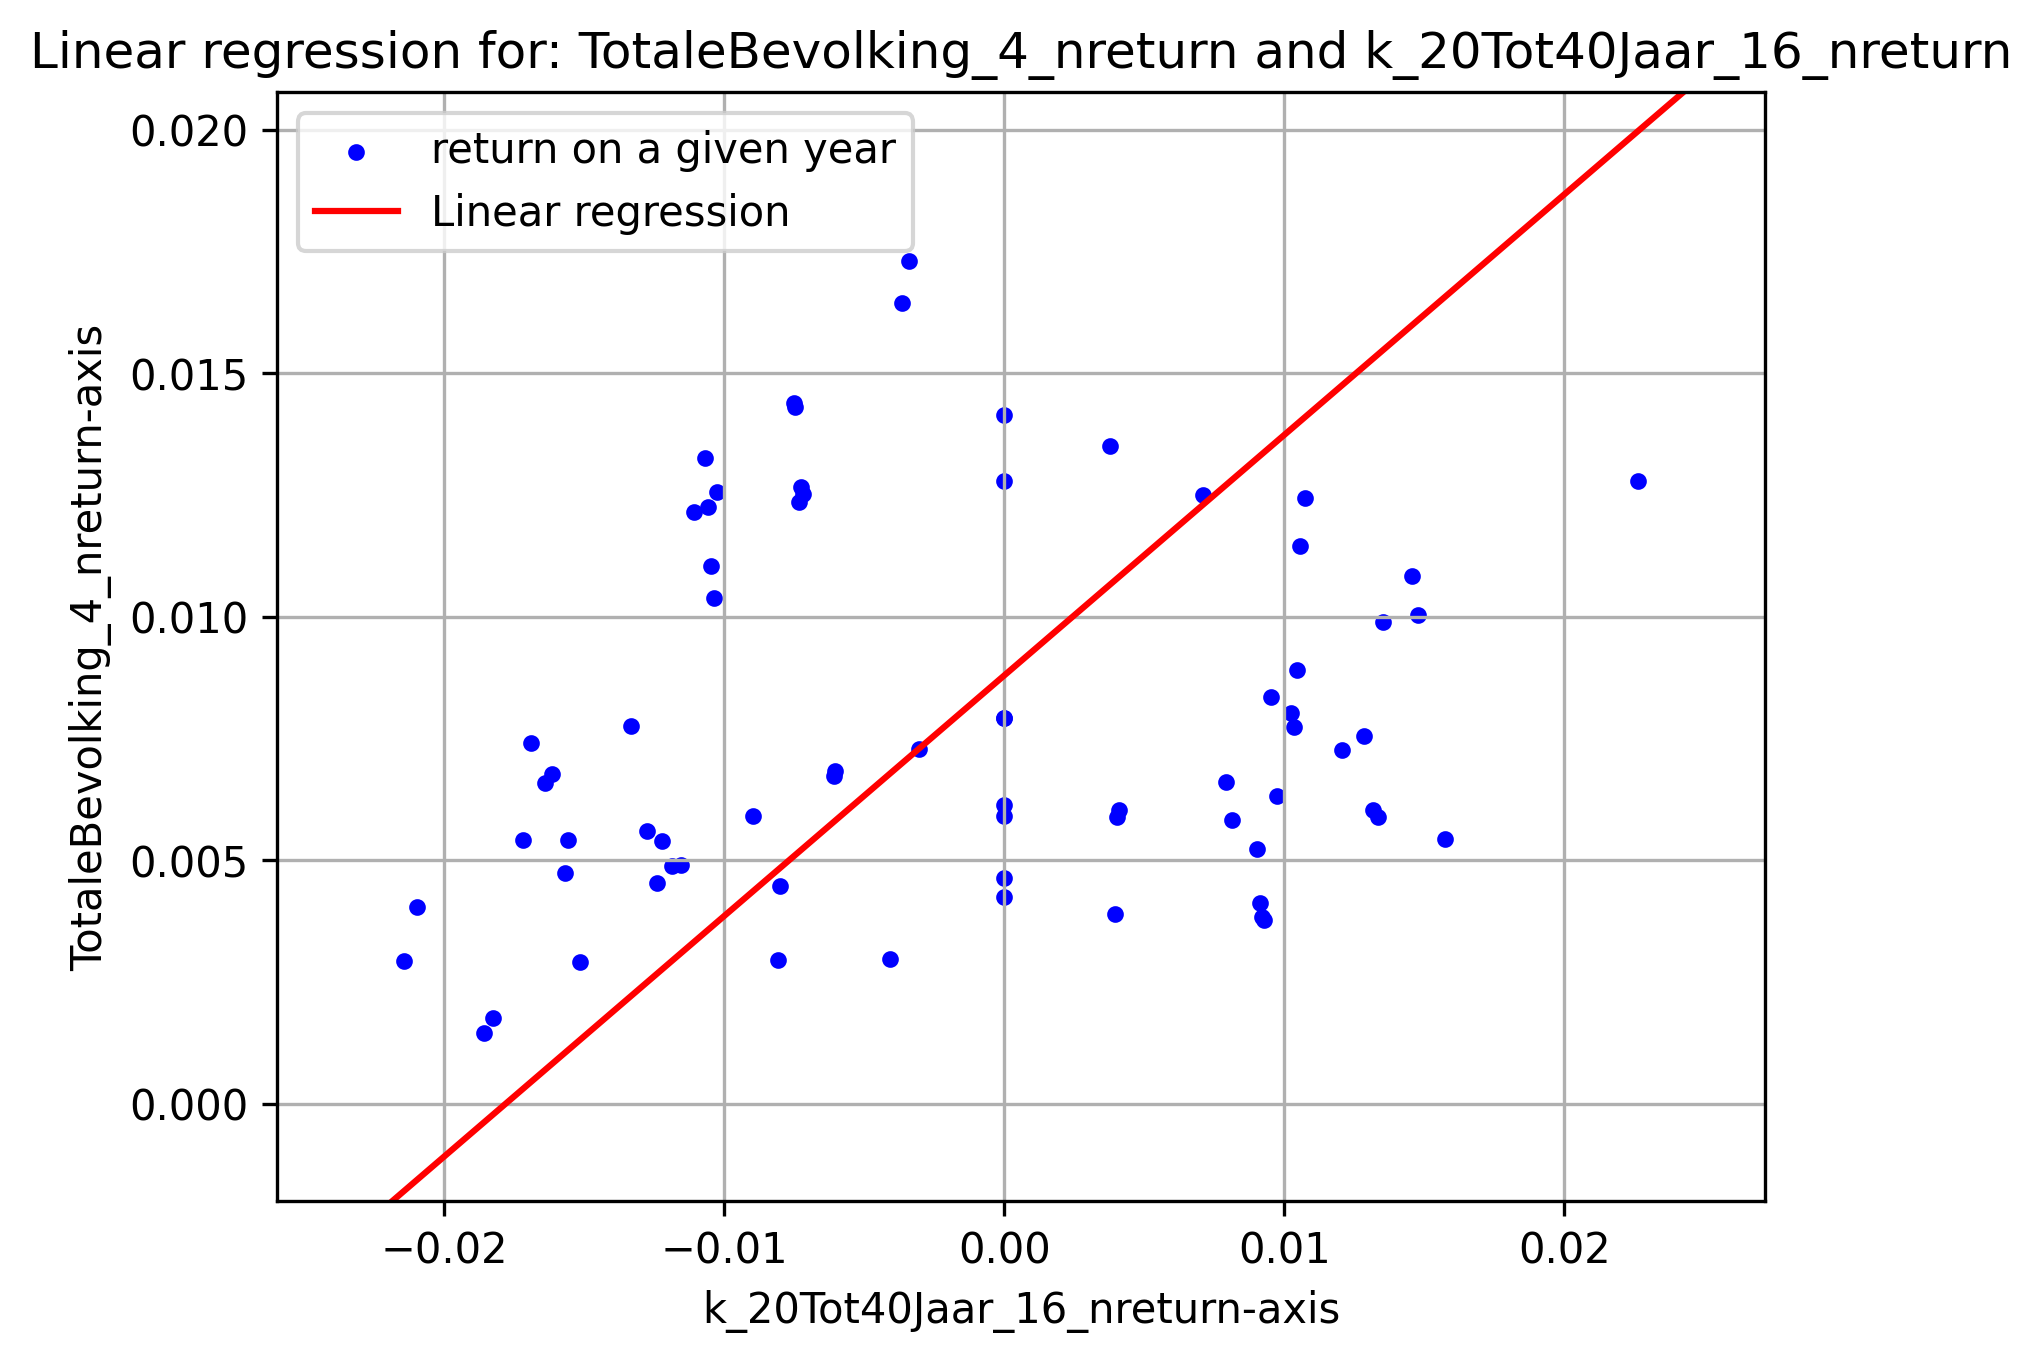 Linear regression for: TotaleBevolking_4_nreturn and k_20Tot40Jaar_16_nreturn
return on a given year
Linear regression
TotaleBevolking_4_nreturn-axis
0.020
0.015
0.010
0.005
0.000
−0.02 −0.01 0.00 0.01 0.02
k_20Tot40Jaar_16_nreturn-axis